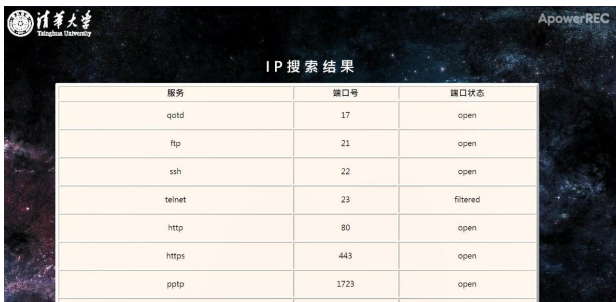 清华大学
Tsinghua University
ApowerREC
IP搜索结果
服务 端口号 端口状态
qotd 17 open
ftp 21 open
ssh 22 open
telnet 23 filtered
http 80 open
https 443 open
pptp 1723 open